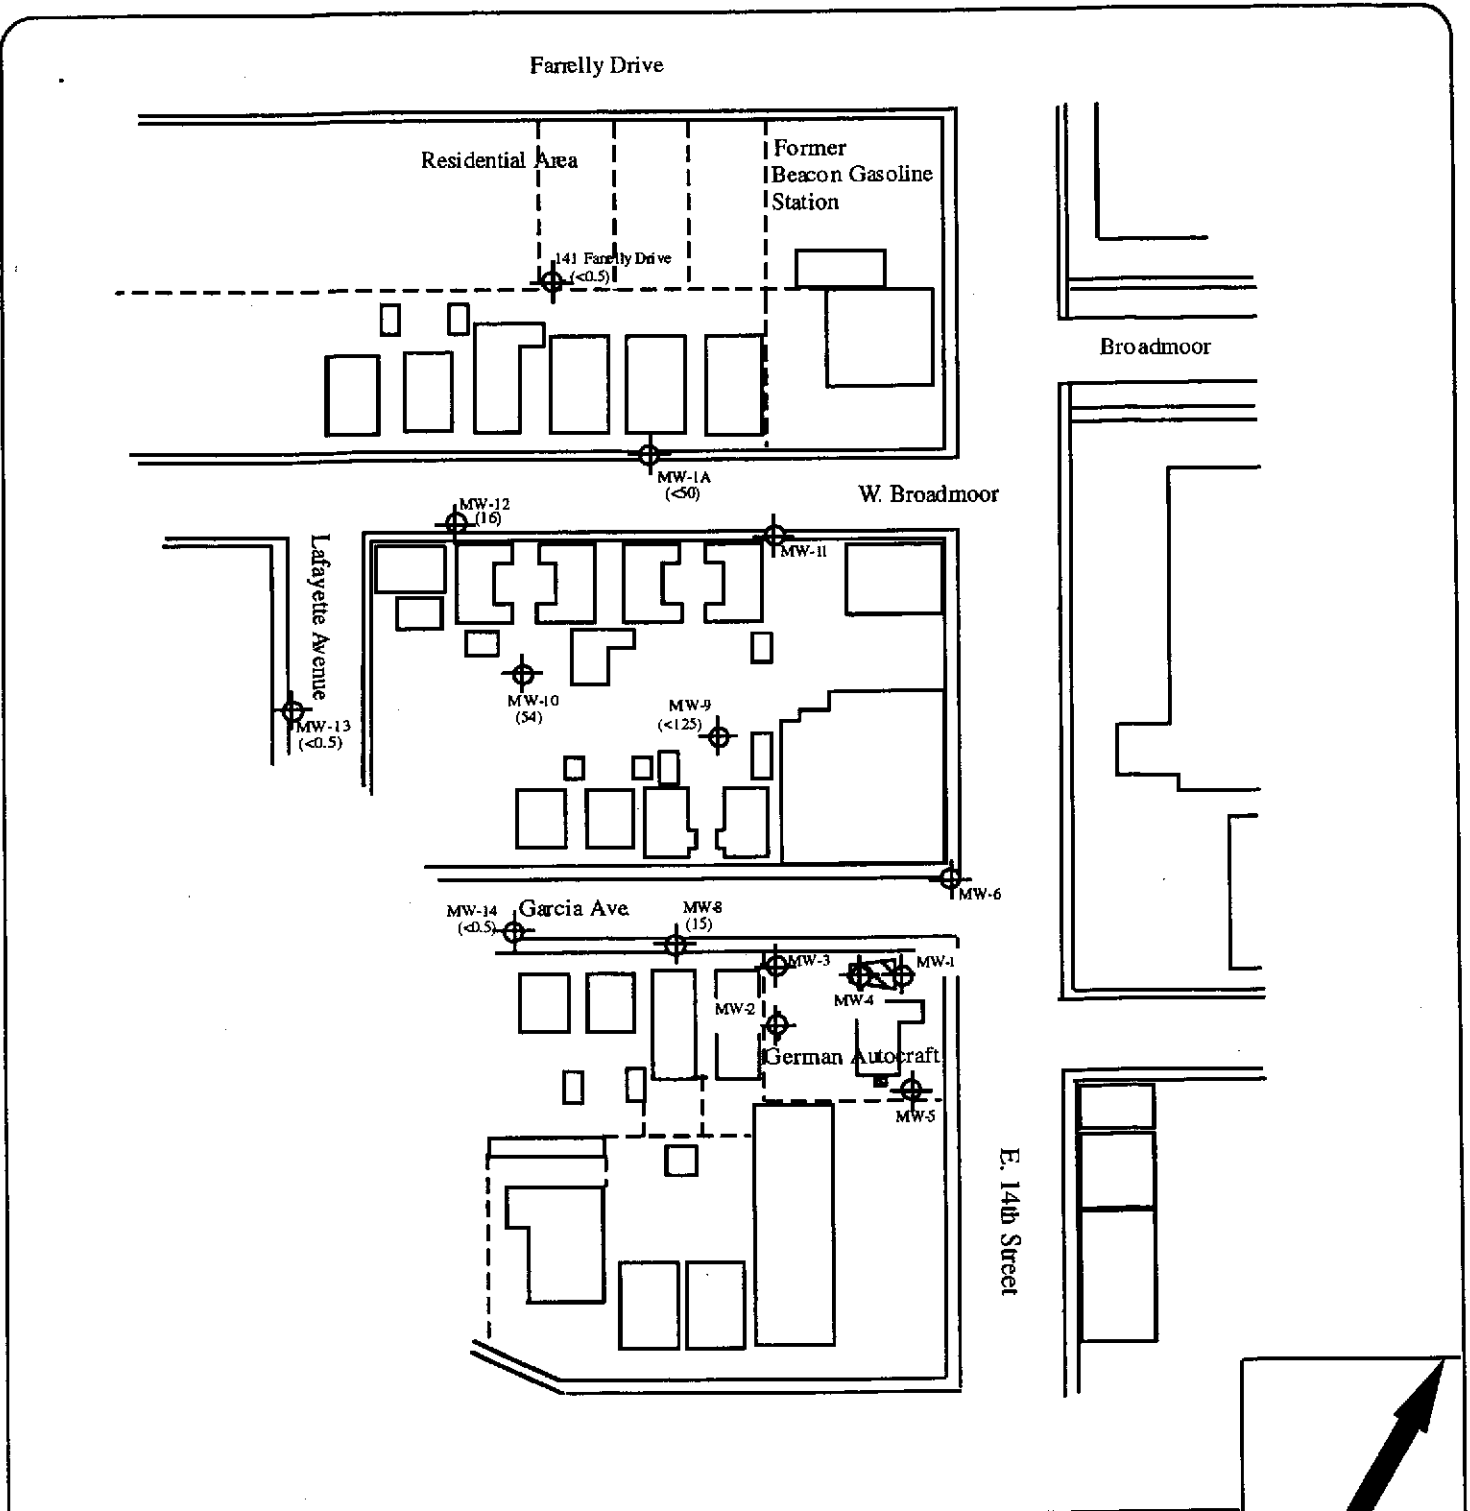 Farrelly Drive
Residential Area
Former
Beacon Gasoline
Station
141 Farrelly Drive
(<0.5)
Broadmoor
MW-1A
(<50)
W. Broadmoor
MW-12
(16)
MW-11
Lafayette Avenue
MW-10
(54)
MW-9
(<125)
MW-13
(<0.5)
MW-6
MW-14
(<0.5)
Garcia Ave
MW-8
(15)
MW-3
MW-1
MW-4
MW-2
German Autocraft
MW-5
E. 14th Street